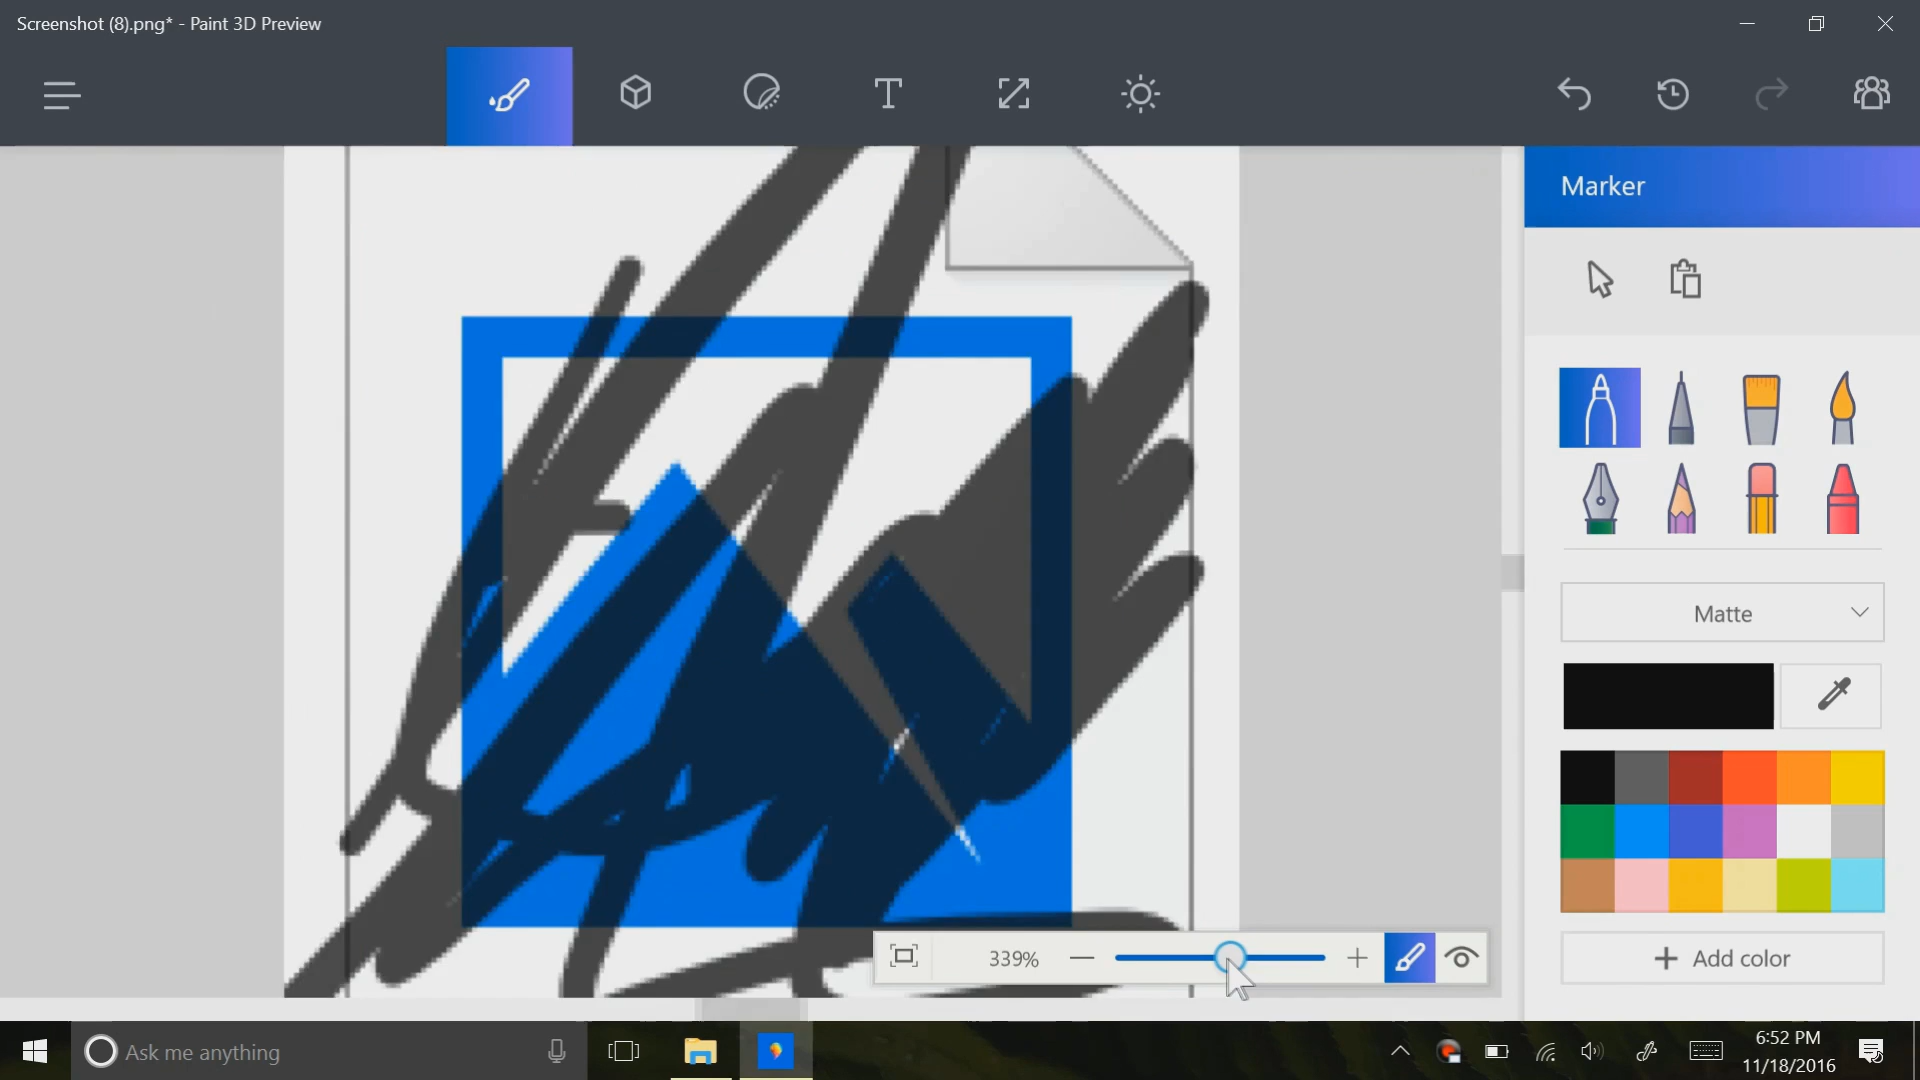 Screenshot (8).png* - Paint 3D Preview
T
Marker
Matte
Add color
339%
Ask me anything
6:52 PM
11/18/2016